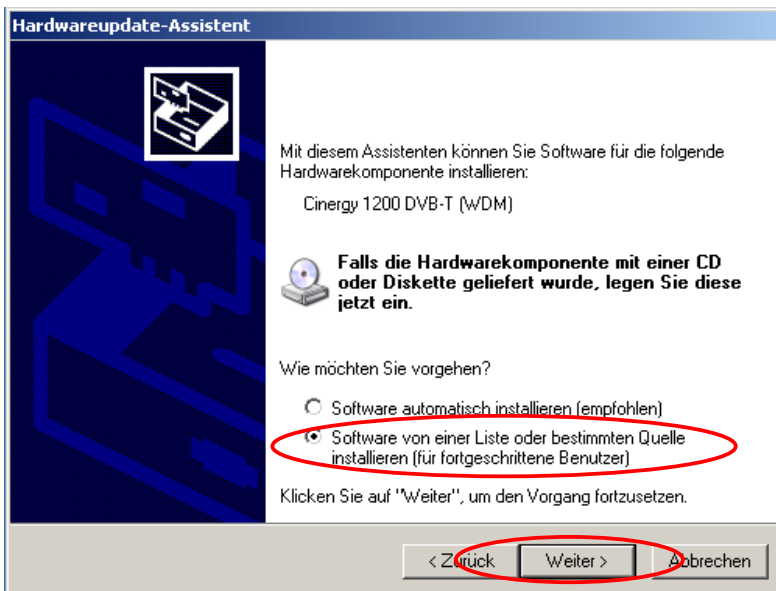 Hardwareupdate-Assistent
Mit diesem Assistenten können Sie Software für die folgende
Hardwarekomponente installieren:
Cinergy 1200 DVB-T (WDM)
Falls die Hardwarekomponente mit einer CD
oder Diskette geliefert wurde, legen Sie diese
jetzt ein.
Wie möchten Sie vorgehen?
Software automatisch installieren (empfohlen)
Software von einer Liste oder bestimmten Quelle
installieren (für fortgeschrittene Benutzer)
Klicken Sie auf "Weiter", um den Vorgang fortzusetzen.
< Zurück Weiter > Abbrechen